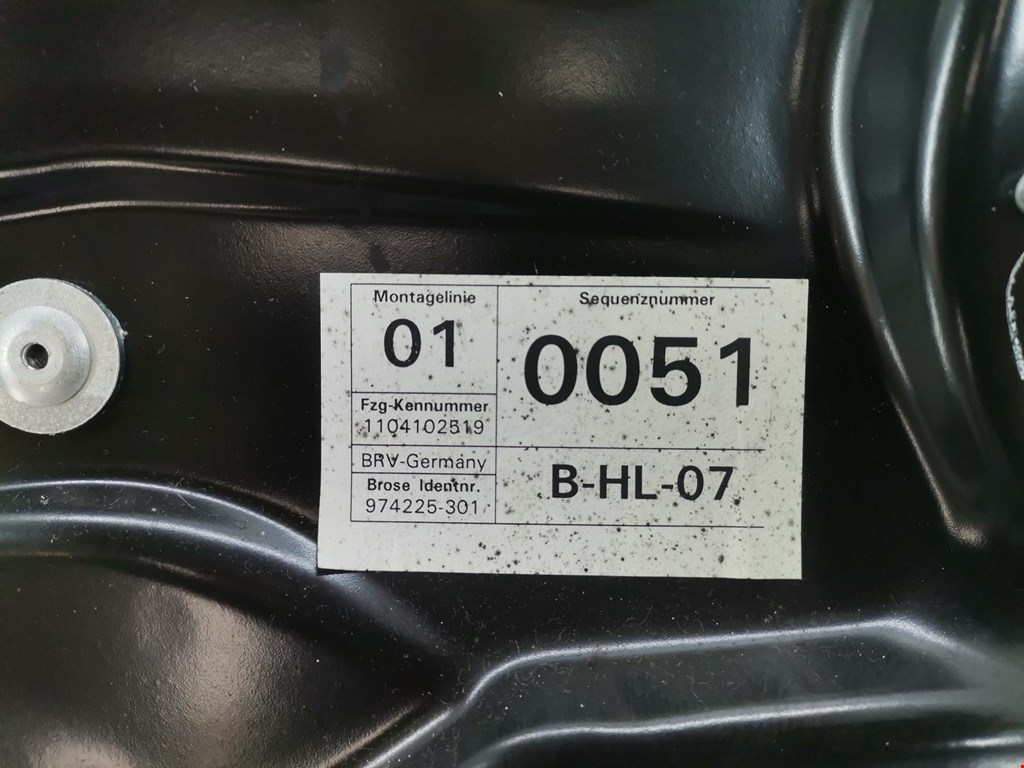 Montagelinie
01
Fzg-Kennummer
1104102519
BRV-Germany
Brose Identnr.
974225-301
Sequenznummer
0051
B-HL-07